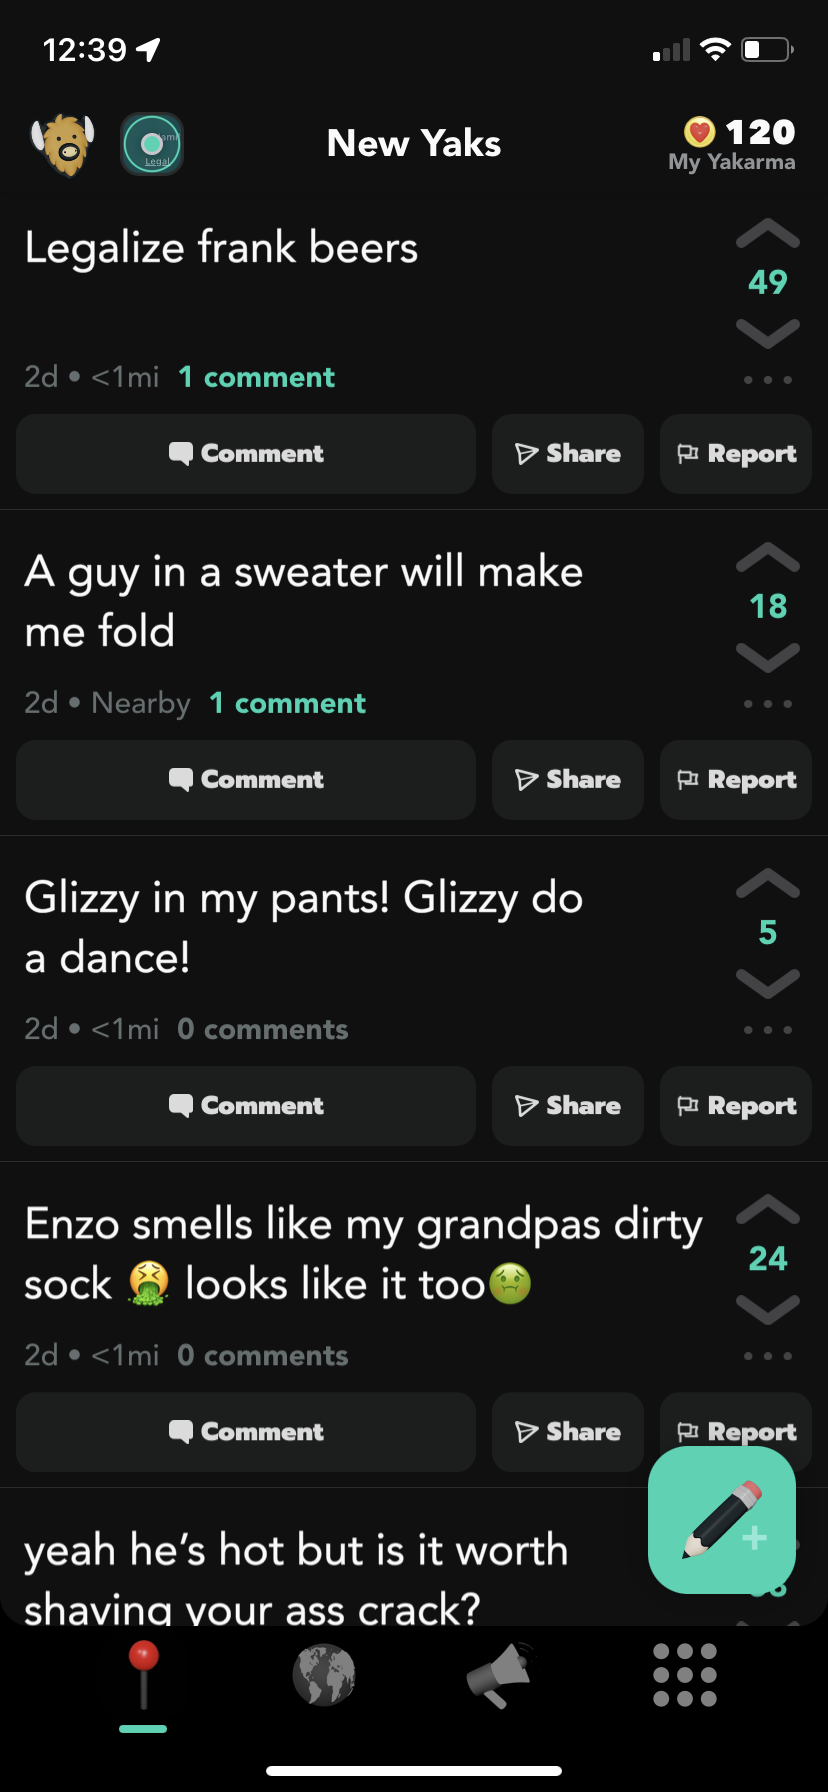 12:39
Legal
New Yaks
120
My Yakarma
Legalize frank beers
49
2d • <1mi 1 comment
Comment Share Report
A guy in a sweater will make
me fold
18
2d • Nearby 1 comment
Comment Share Report
Glizzy in my pants! Glizzy do
a dance!
5
2d • <1mi 0 comments
Comment Share Report
Enzo smells like my grandpas dirty
sock 🤮 looks like it too🤢
24
2d • <1mi 0 comments
Comment Share Report
yeah he’s hot but is it worth
shaving your ass crack?